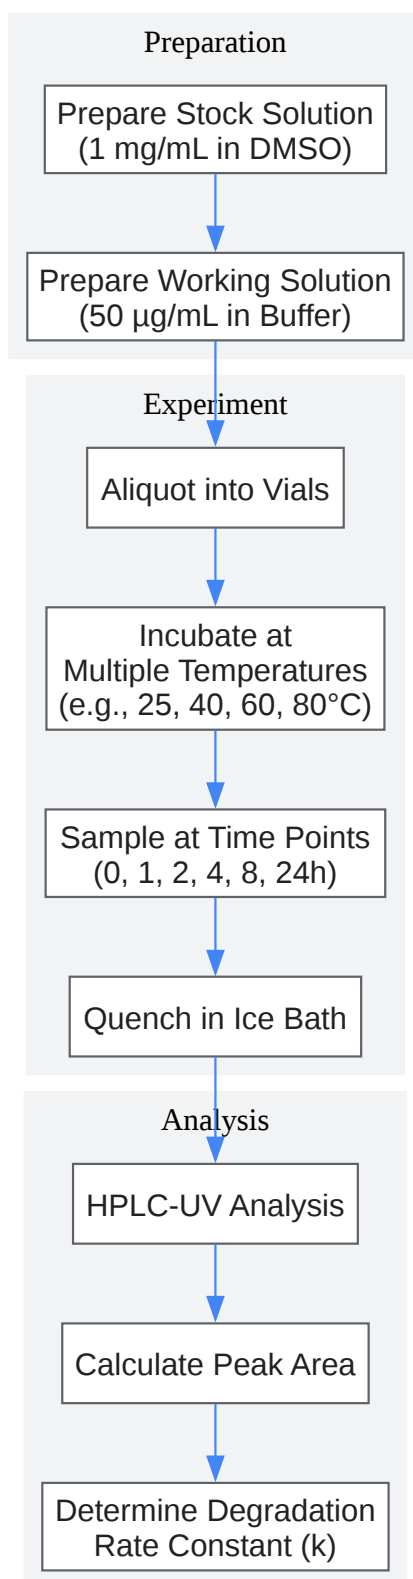 Preparation
Prepare Stock Solution
(1 mg/mL in DMSO)
Prepare Working Solution
(50 µg/mL in Buffer)
Experiment
Aliquot into Vials
Incubate at
Multiple Temperatures
(e.g., 25, 40, 60, 80°C)
Sample at Time Points
(0, 1, 2, 4, 8, 24h)
Quench in Ice Bath
Analysis
HPLC-UV Analysis
Calculate Peak Area
Determine Degradation
Rate Constant (k)